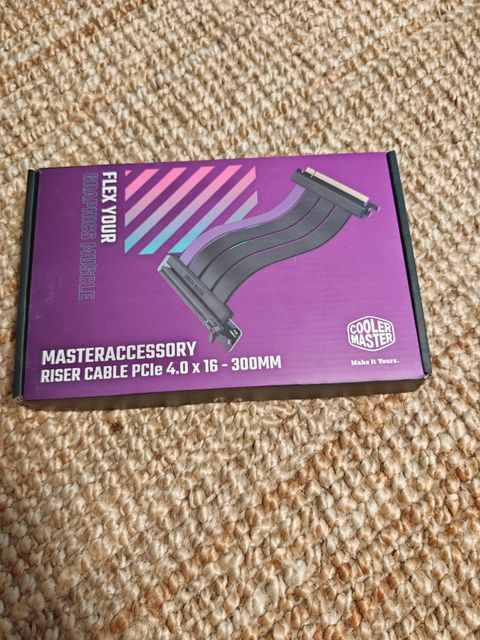 FLEX YOUR
GRAPHICS MUSCLE
MASTERACCESSORY
RISER CABLE PCIe 4.0 x 16 - 300MM
COOLER
MASTER
Make It Yours.